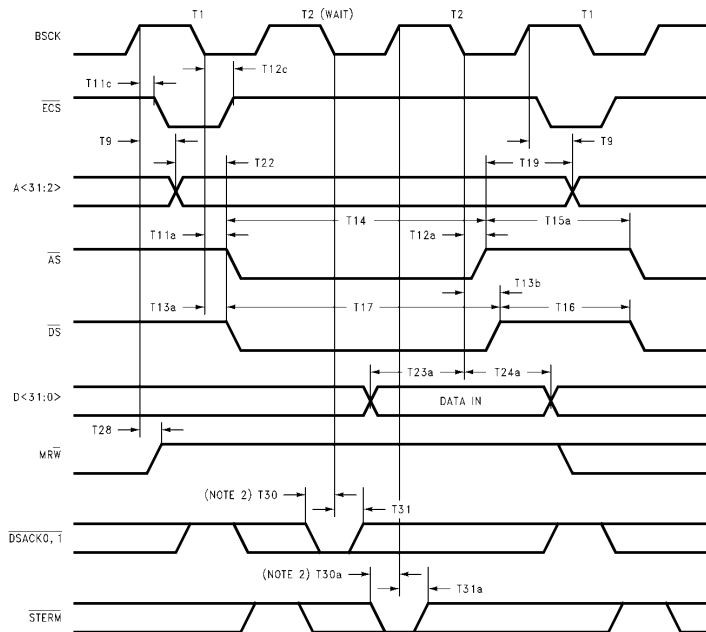 T1 T2 (WAIT) T2 T1
BSCK
T12c
T11c
ECS
T9 T9
T22 T19
A<31:2>
T14 T15a
T11a T12a
AS
T13b
T13a T17 T16
DS
T23a T24a
D<31:0> DATA IN
T28
MRW
(NOTE 2) T30 T31
DSACK0, 1
(NOTE 2) T30a T31a
STERM